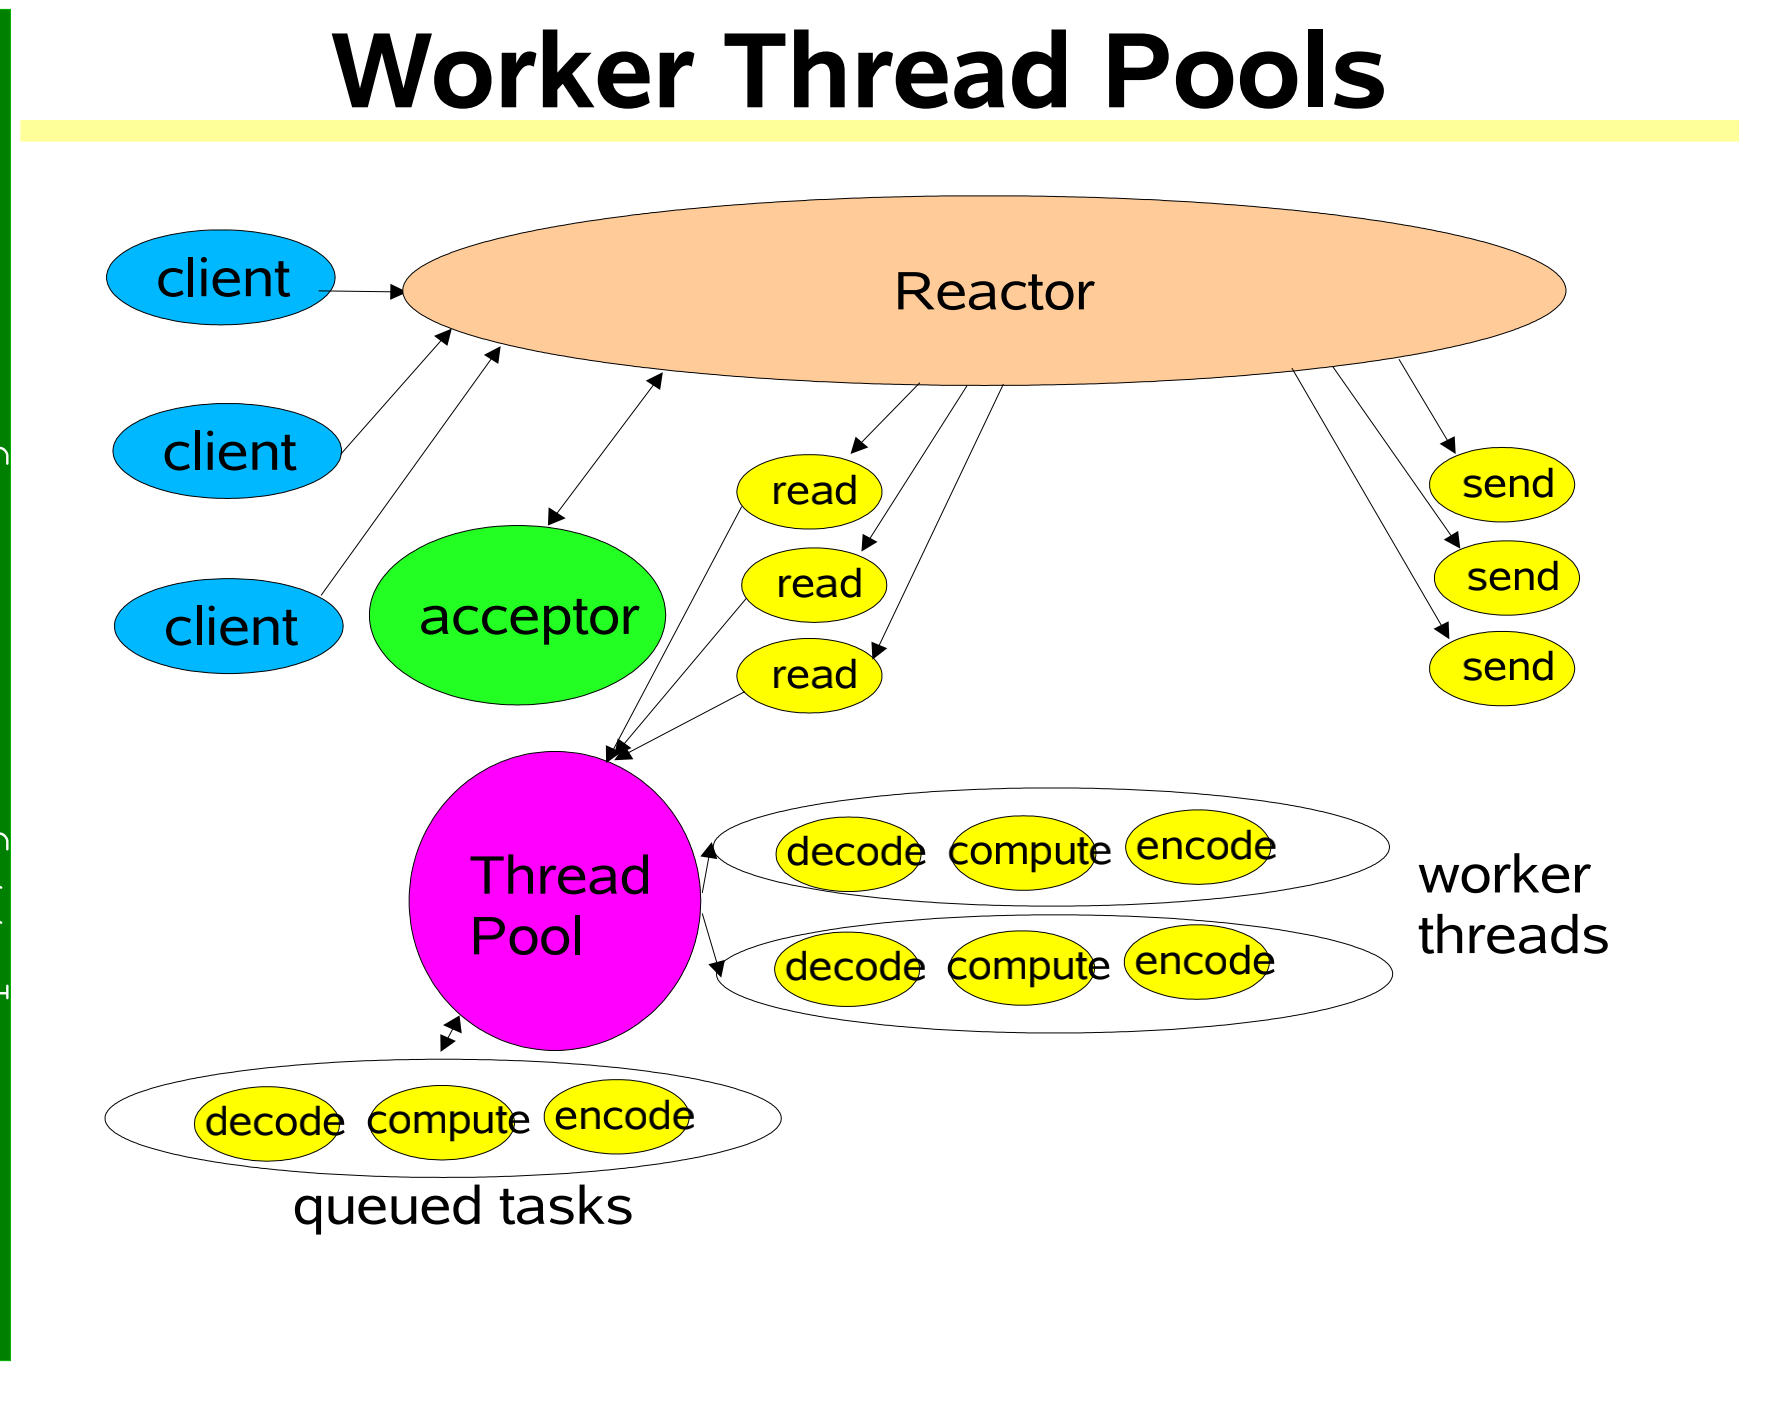 Worker Thread Pools
client
Reactor
client
client
acceptor
read
read
read
send
send
send
Thread
Pool
decode compute encode
decode compute encode
worker
threads
decode compute encode
queued tasks